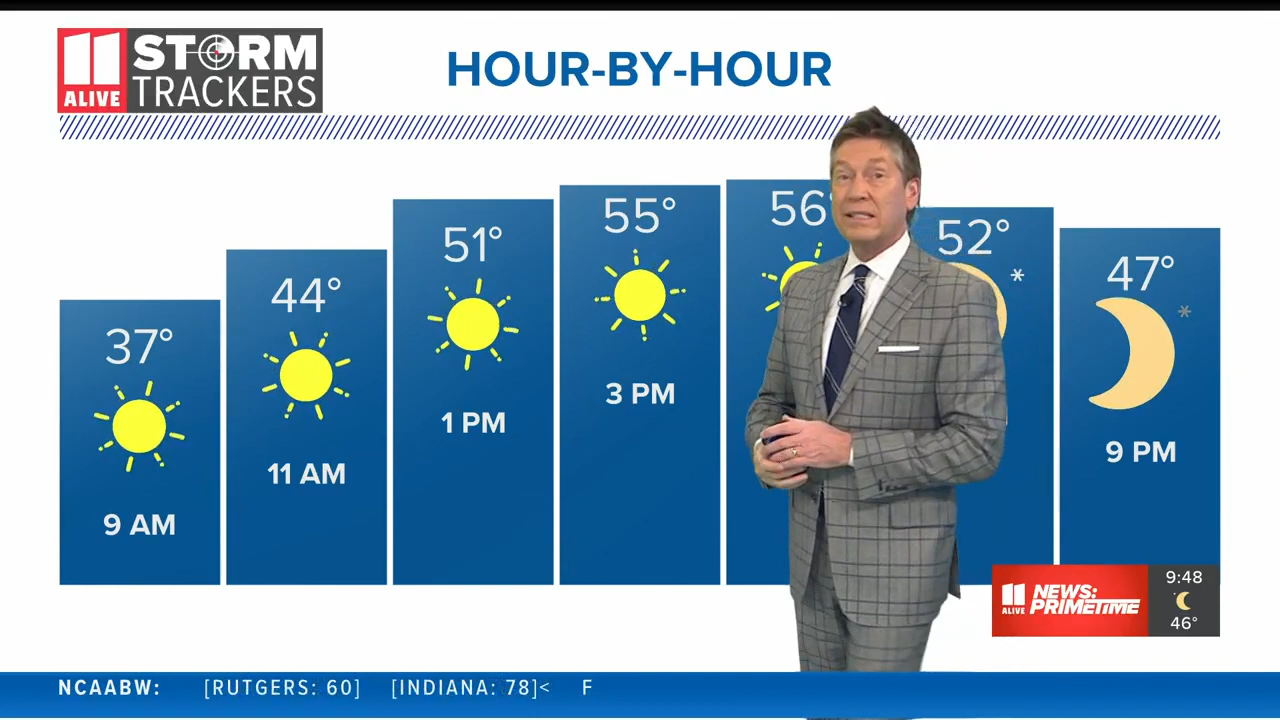 11 ALIVE STORM TRACKERS
HOUR-BY-HOUR
37°
9 AM
44°
11 AM
51°
1 PM
55°
3 PM
56°
52°
47°
9 PM
11 ALIVE NEWS: PRIMETIME
9:48
46°
NCAABW: [RUTGERS: 60] [INDIANA: 78]< F